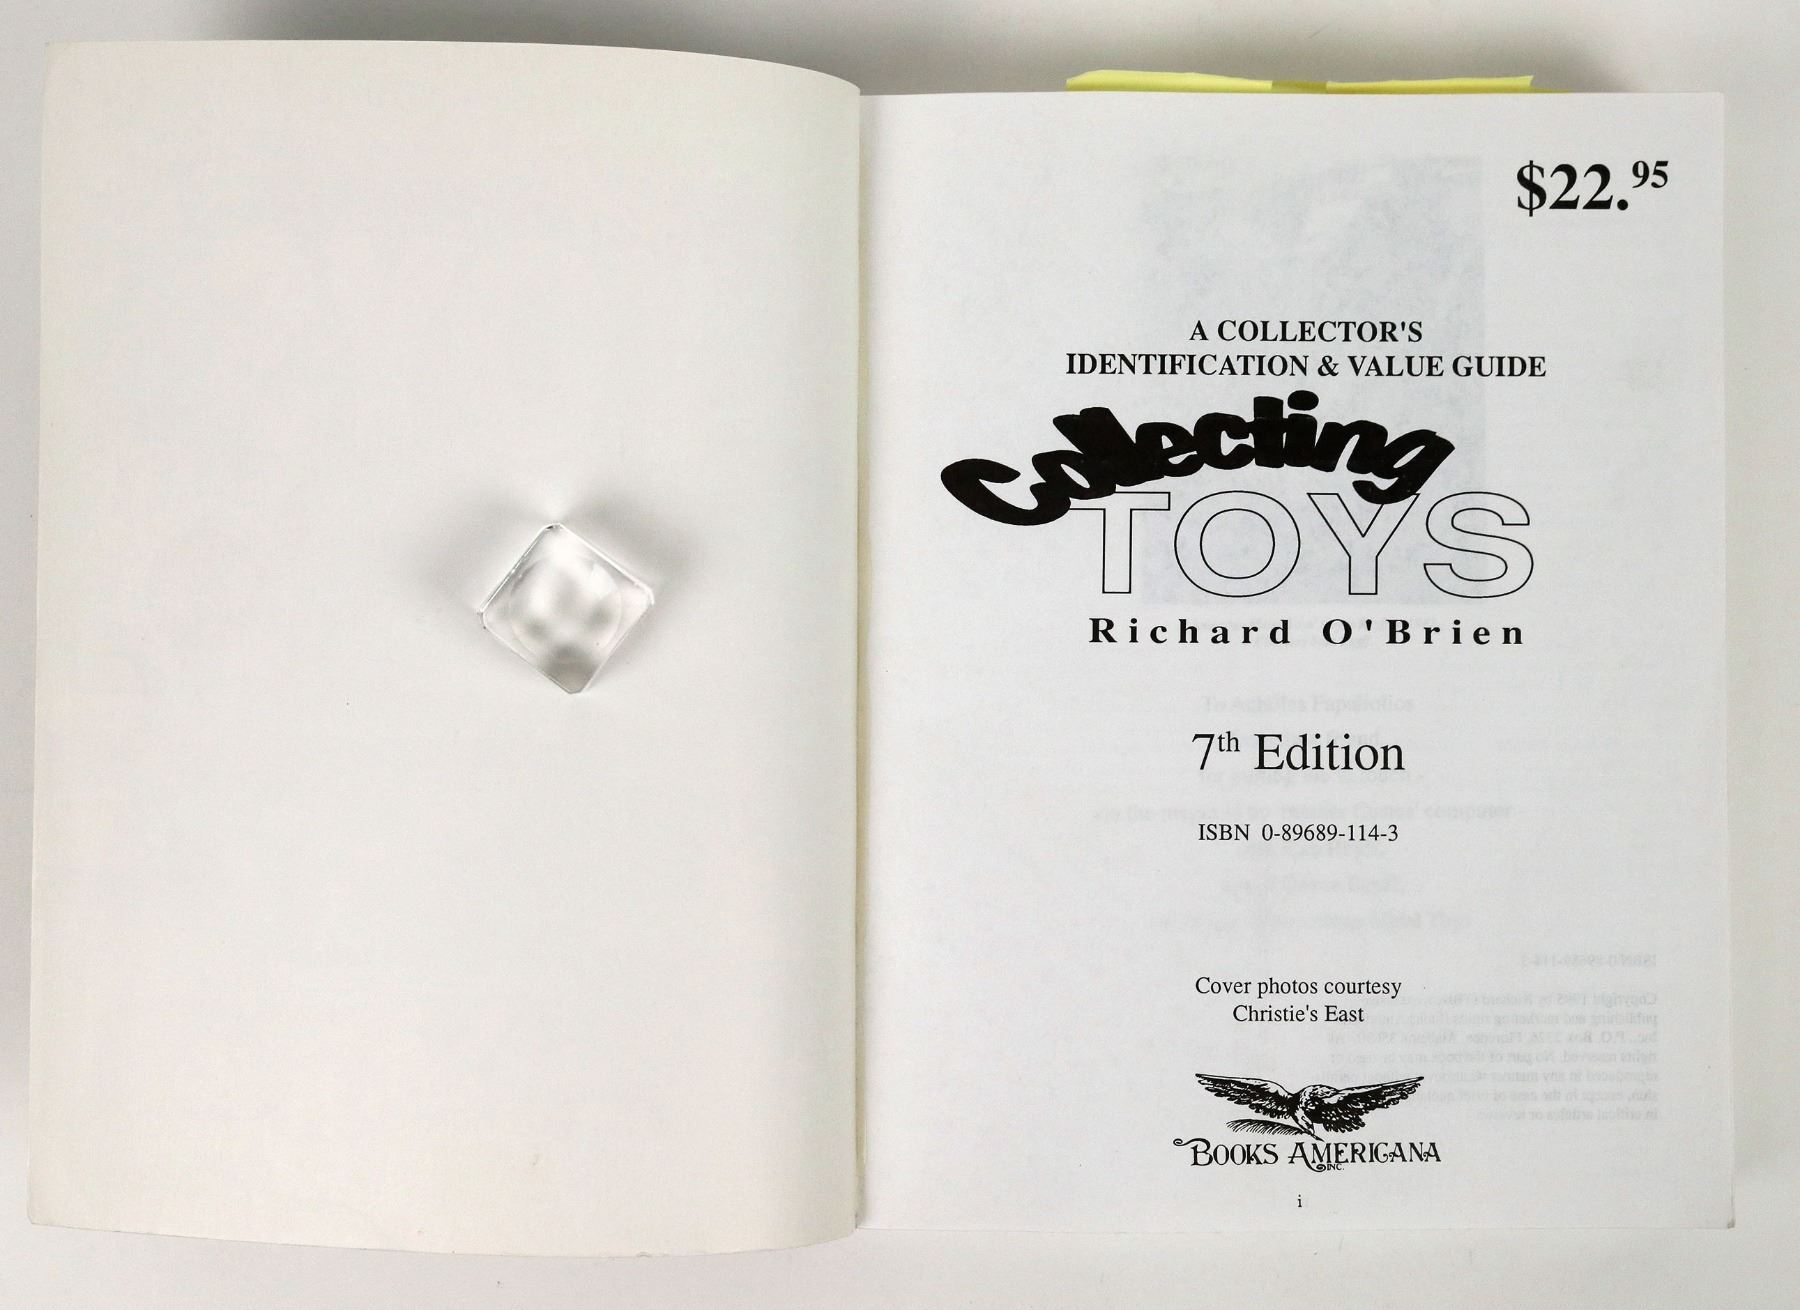 $22.95
A COLLECTOR'S
IDENTIFICATION & VALUE GUIDE
Collecting
TOYS
Richard O'Brien
7th Edition
ISBN 0-89689-114-3
Cover photos courtesy
Christie's East
BOOKS AMERICANA
INC.
i